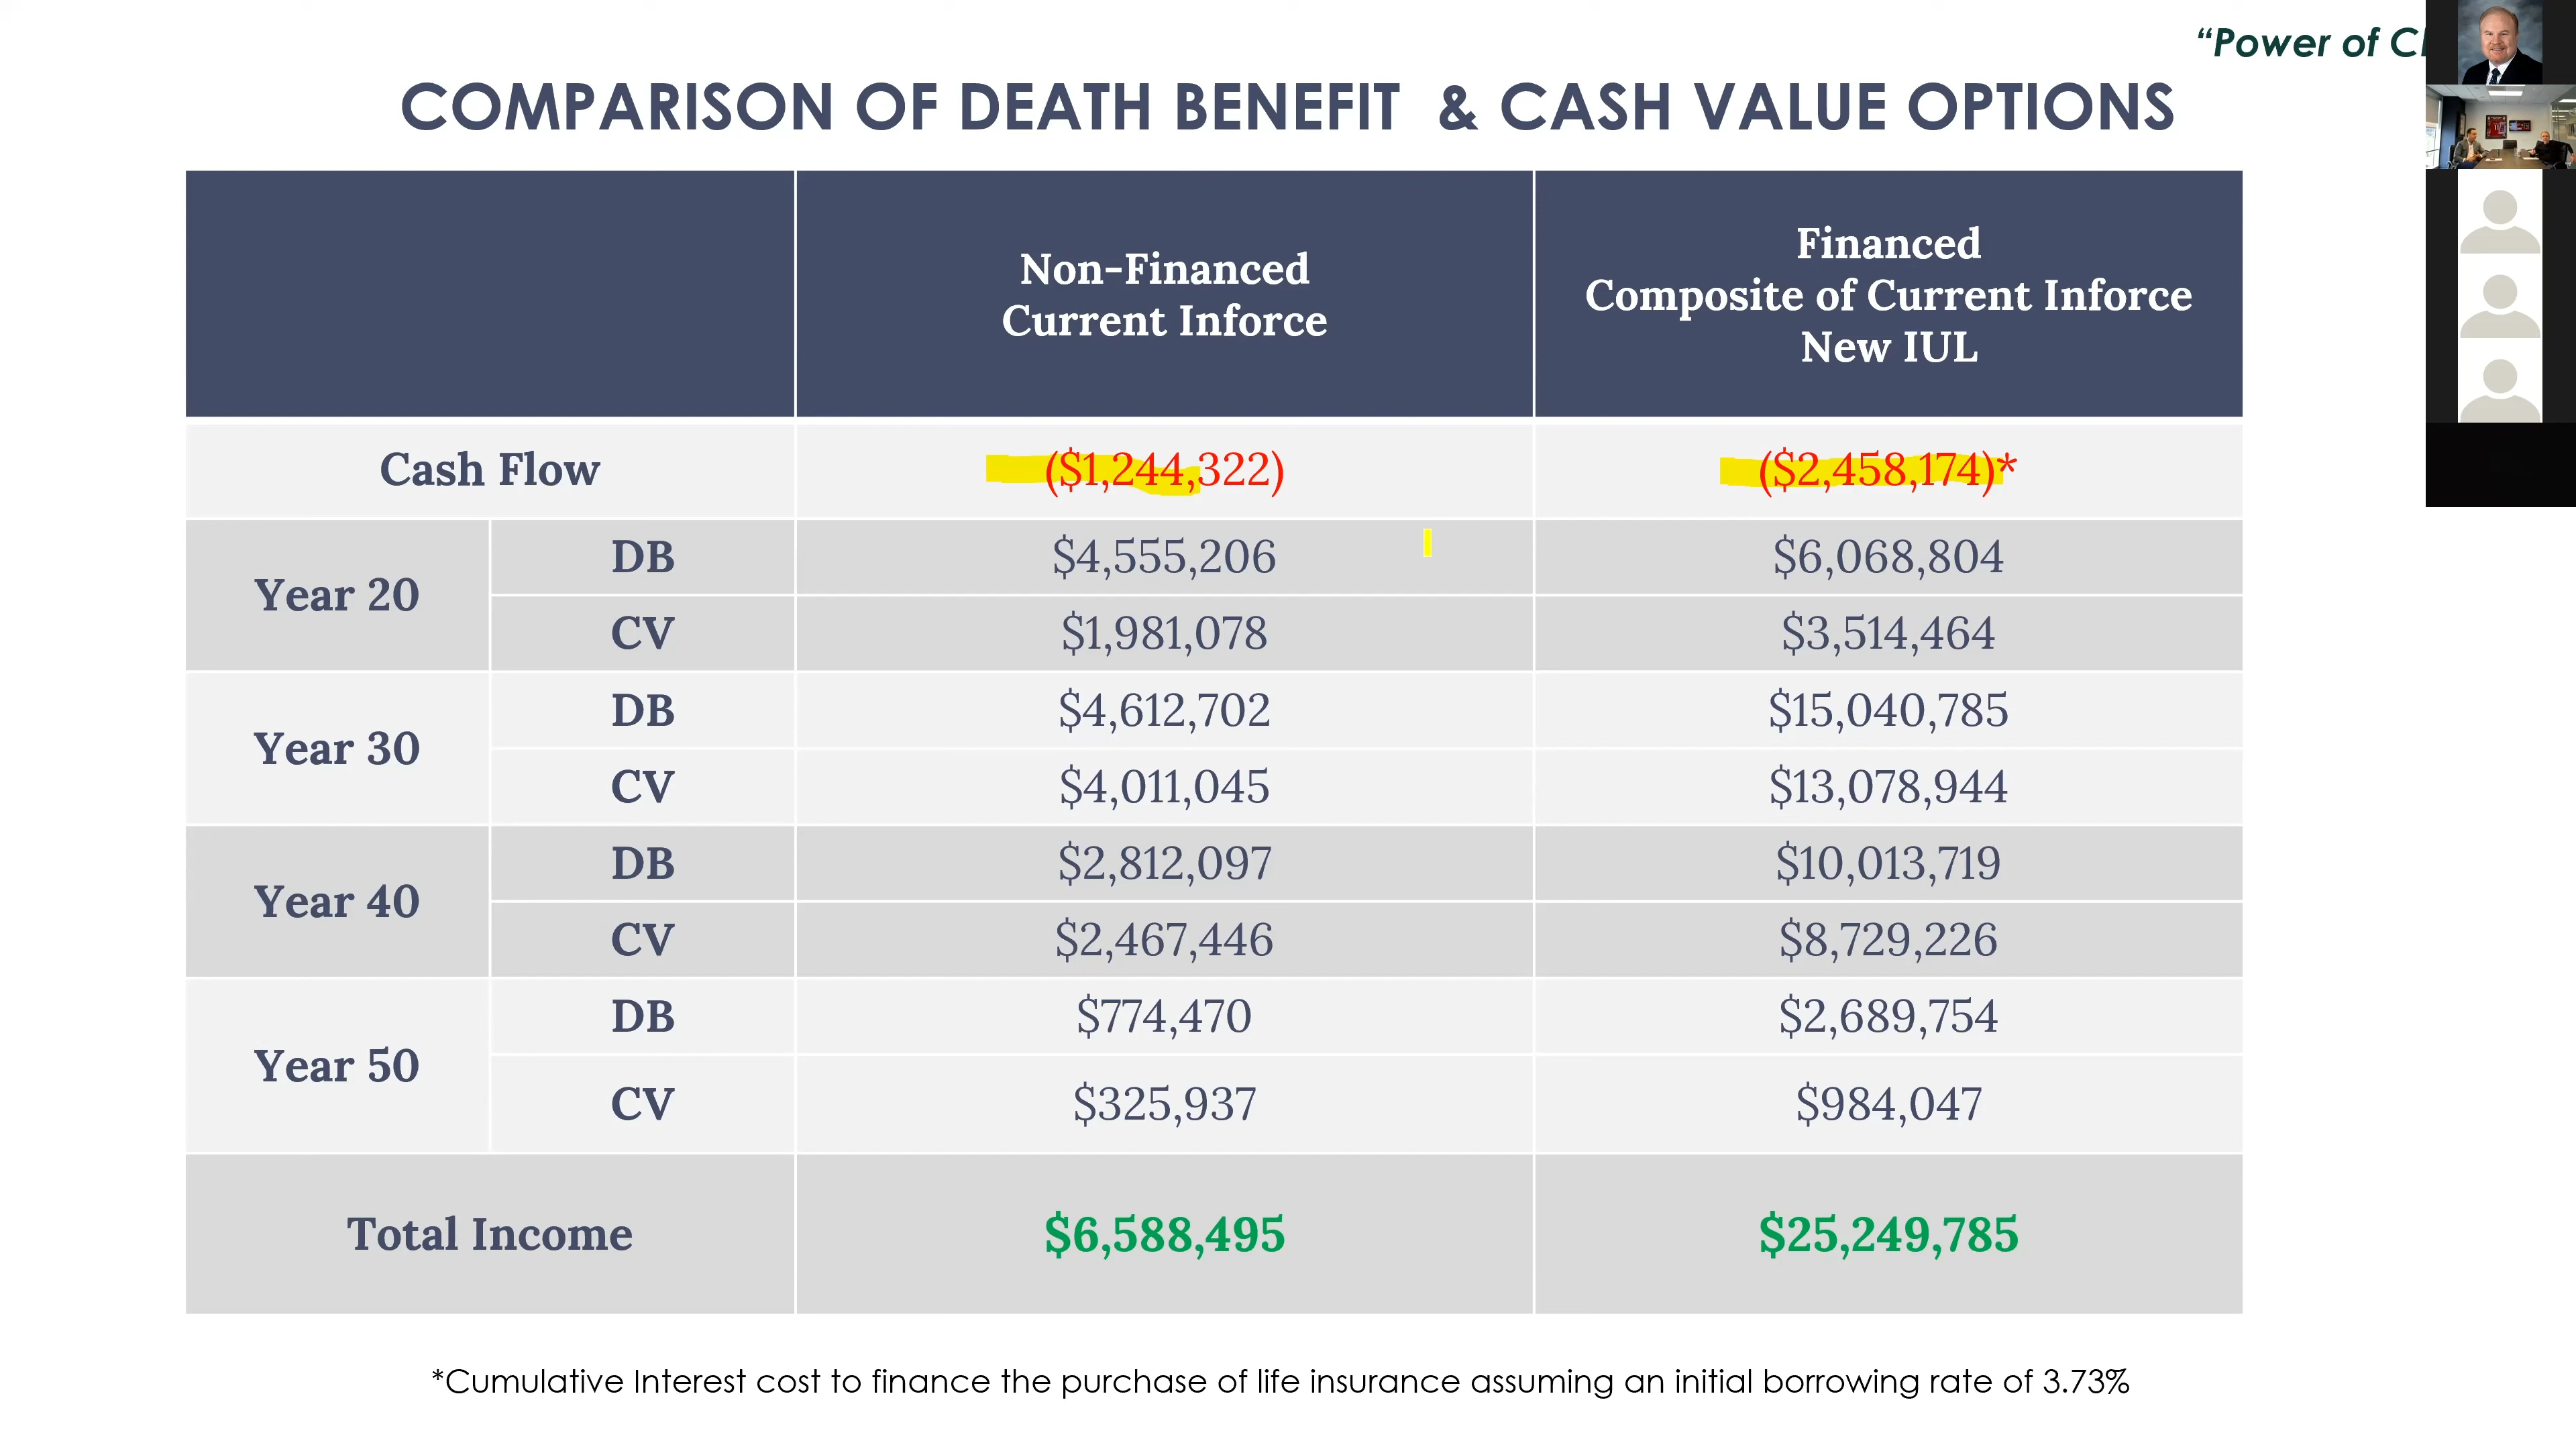 “Power of
COMPARISON OF DEATH BENEFIT & CASH VALUE OPTIONS
Non-Financed
Current Inforce
Financed
Composite of Current Inforce
New IUL
Cash Flow ($1,244,322) ($2,458,174)*
Year 20
DB $4,555,206 $6,068,804
CV $1,981,078 $3,514,464
Year 30
DB $4,612,702 $15,040,785
CV $4,011,045 $13,078,944
Year 40
DB $2,812,097 $10,013,719
CV $2,467,446 $8,729,226
Year 50
DB $774,470 $2,689,754
CV $325,937 $984,047
Total Income $6,588,495 $25,249,785
*Cumulative Interest cost to finance the purchase of life insurance assuming an initial borrowing rate of 3.73%